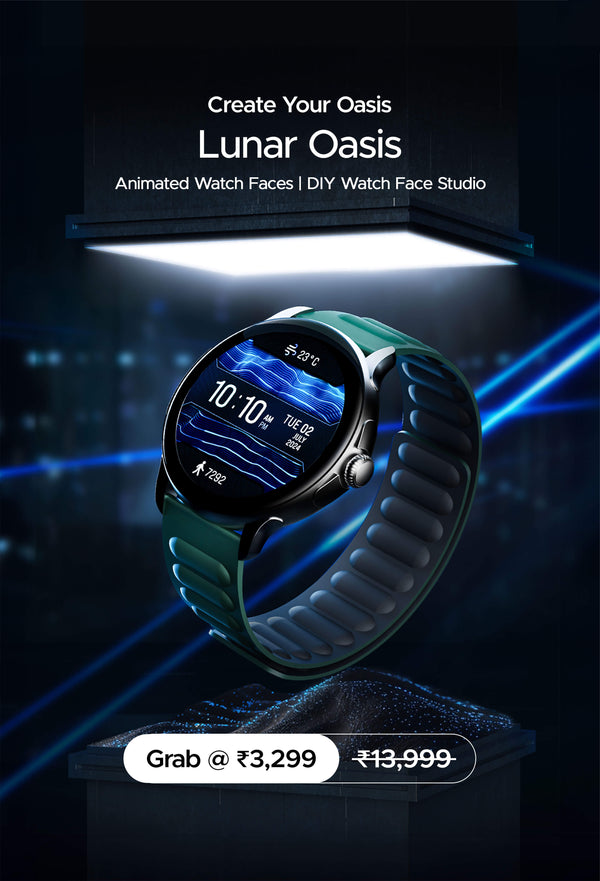 Create Your Oasis
Lunar Oasis
Animated Watch Faces | DIY Watch Face Studio
23°C
10:10 AM
PM
TUE 02
JULY
2024
7292
Grab @ ₹3,299 ₹13,999